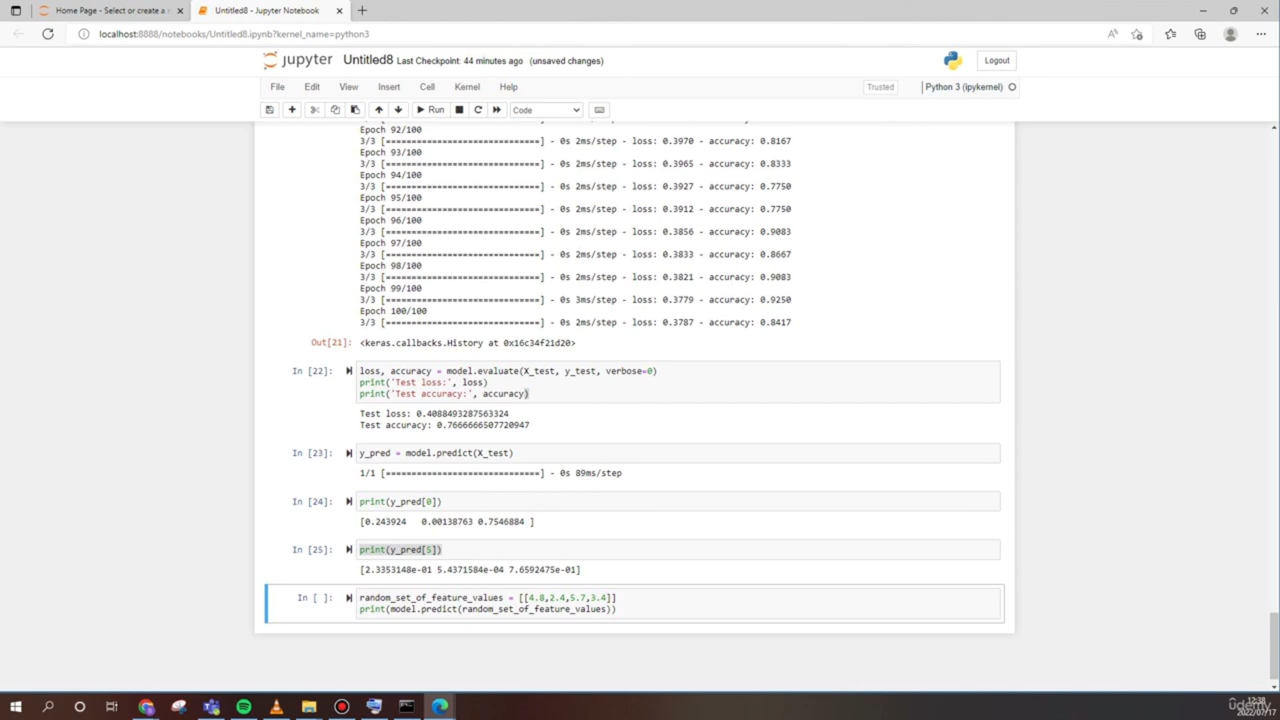 Home Page - Select or create a n
Untitled8 - Jupyter Notebook
localhost:8888/notebooks/Untitled8.ipynb?kernel_name=python3
jupyter Untitled8 Last Checkpoint: 44 minutes ago (unsaved changes)
Logout
File Edit View Insert Cell Kernel Help
Trusted
Python 3 (ipykernel)
Run
Code
Epoch 92/100
3/3 [==============================] - 0s 2ms/step - loss: 0.3970 - accuracy: 0.8167
Epoch 93/100
3/3 [==============================] - 0s 2ms/step - loss: 0.3965 - accuracy: 0.8333
Epoch 94/100
3/3 [==============================] - 0s 2ms/step - loss: 0.3927 - accuracy: 0.7750
Epoch 95/100
3/3 [==============================] - 0s 2ms/step - loss: 0.3912 - accuracy: 0.7750
Epoch 96/100
3/3 [==============================] - 0s 2ms/step - loss: 0.3856 - accuracy: 0.9083
Epoch 97/100
3/3 [==============================] - 0s 2ms/step - loss: 0.3833 - accuracy: 0.8667
Epoch 98/100
3/3 [==============================] - 0s 2ms/step - loss: 0.3821 - accuracy: 0.9083
Epoch 99/100
3/3 [==============================] - 0s 3ms/step - loss: 0.3779 - accuracy: 0.9250
Epoch 100/100
3/3 [==============================] - 0s 2ms/step - loss: 0.3787 - accuracy: 0.8417
Out[21]: <keras.callbacks.History at 0x16c34f21d20>
In [22]: loss, accuracy = model.evaluate(X_test, y_test, verbose=0)
print('Test loss:', loss)
print('Test accuracy:', accuracy)
Test loss: 0.4088493287563324
Test accuracy: 0.7666666507720947
In [23]: y_pred = model.predict(X_test)
1/1 [==============================] - 0s 89ms/step
In [24]: print(y_pred[0])
[0.243924 0.00138763 0.7546884 ]
In [25]: print(y_pred[5])
[2.3353148e-01 5.4371584e-04 7.6592475e-01]
In [ ]: random_set_of_feature_values = [[4.8,2.4,5.7,3.4]]
print(model.predict(random_set_of_feature_values))
12:38
2022/07/17
udemy